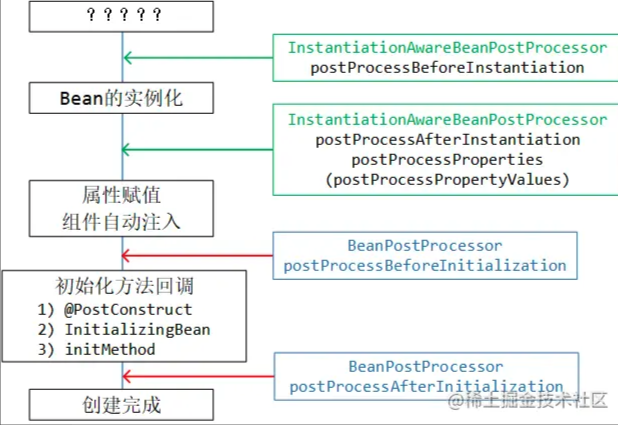 ？？？？？
InstantiationAwareBeanPostProcessor
postProcessBeforeInstantiation
Bean的实例化
InstantiationAwareBeanPostProcessor
postProcessAfterInstantiation
postProcessProperties
(postProcessPropertyValues)
属性赋值
组件自动注入
BeanPostProcessor
postProcessBeforeInitialization
初始化方法回调
1) @PostConstruct
2) InitializingBean
3) initMethod
BeanPostProcessor
postProcessAfterInitialization
创建完成
@稀土掘金技术社区